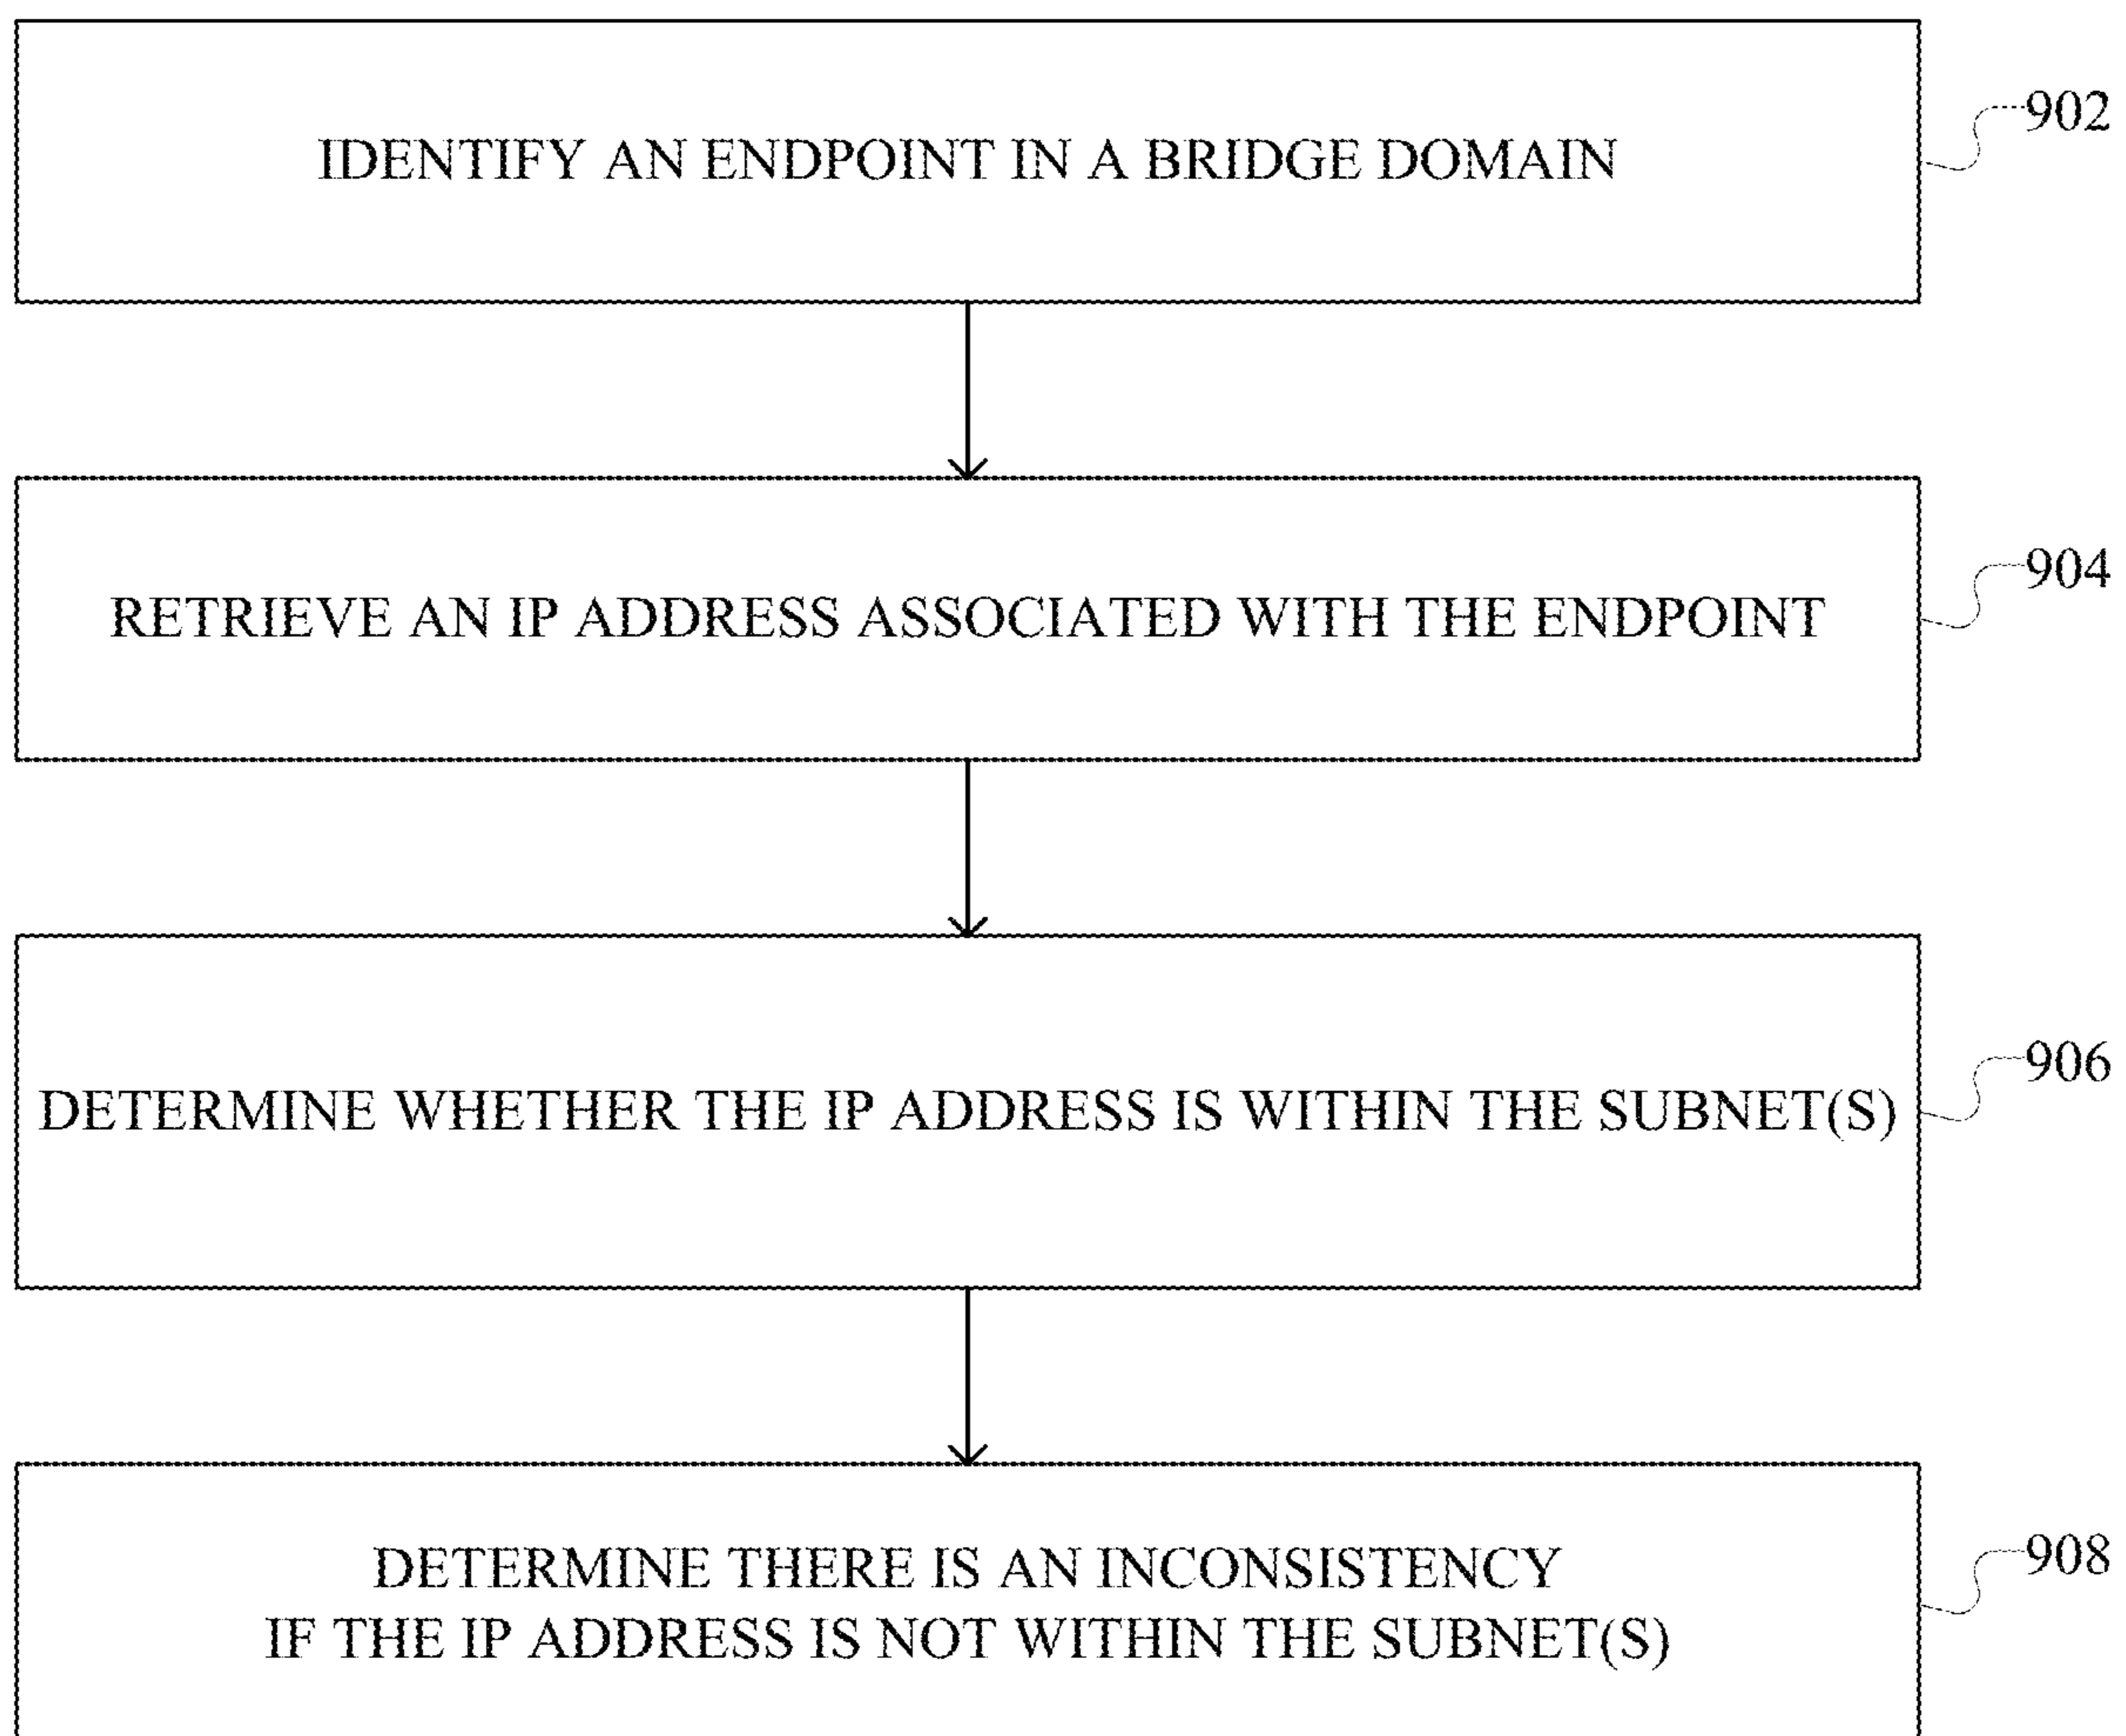 IDENTIFY AN ENDPOINT IN A BRIDGE DOMAIN
902
RETRIEVE AN IP ADDRESS ASSOCIATED WITH THE ENDPOINT
904
DETERMINE WHETHER THE IP ADDRESS IS WITHIN THE SUBNET(S)
906
DETERMINE THERE IS AN INCONSISTENCY
IF THE IP ADDRESS IS NOT WITHIN THE SUBNET(S)
908